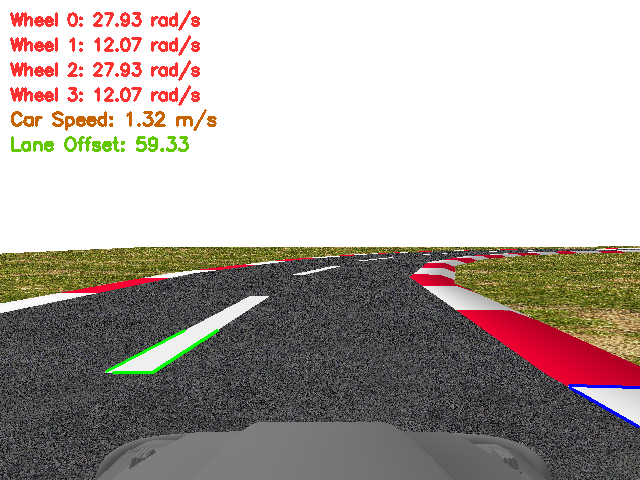 Wheel 0: 27.93 rad/s
Wheel 1: 12.07 rad/s
Wheel 2: 27.93 rad/s
Wheel 3: 12.07 rad/s
Car Speed: 1.32 m/s
Lane Offset: 59.33